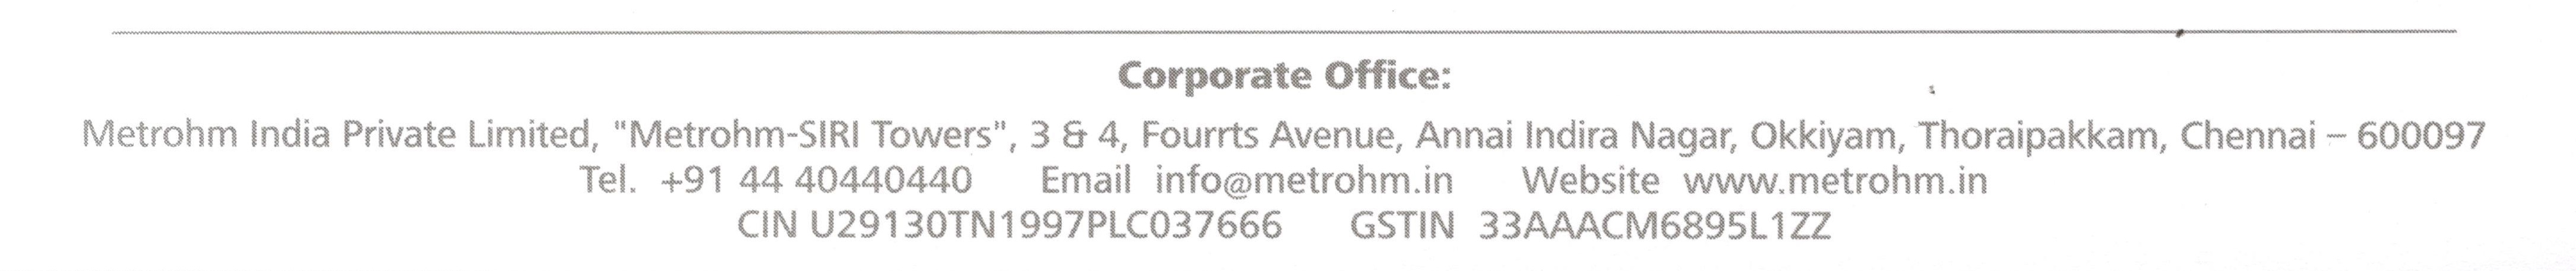 Corporate Office:
Metrohm India Private Limited, "Metrohm-SIRI Towers", 3 & 4, Fourrts Avenue, Annai Indira Nagar, Okkiyam, Thoraipakkam, Chennai – 600097
Tel. +91 44 40440440 Email info@metrohm.in Website www.metrohm.in
CIN U29130TN1997PLC037666 GSTIN 33AAACM6895L1ZZ